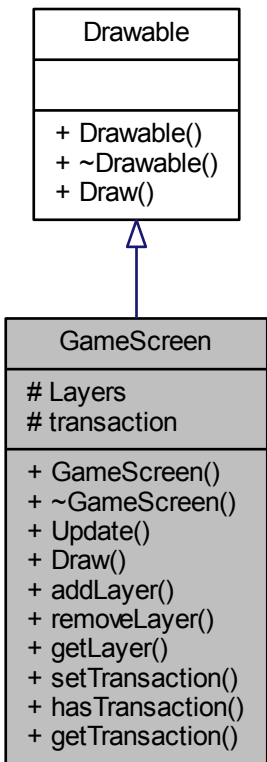 Drawable
+ Drawable()
+ ~Drawable()
+ Draw()
GameScreen
# Layers
# transaction
+ GameScreen()
+ ~GameScreen()
+ Update()
+ Draw()
+ addLayer()
+ removeLayer()
+ getLayer()
+ setTransaction()
+ hasTransaction()
+ getTransaction()